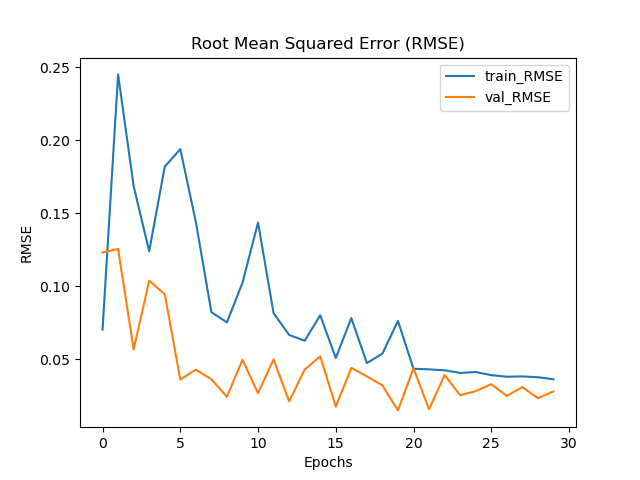 Root Mean Squared Error (RMSE)
train_RMSE
val_RMSE
0.25
0.20
0.15
0.10
0.05
RMSE
0 5 10 15 20 25 30
Epochs